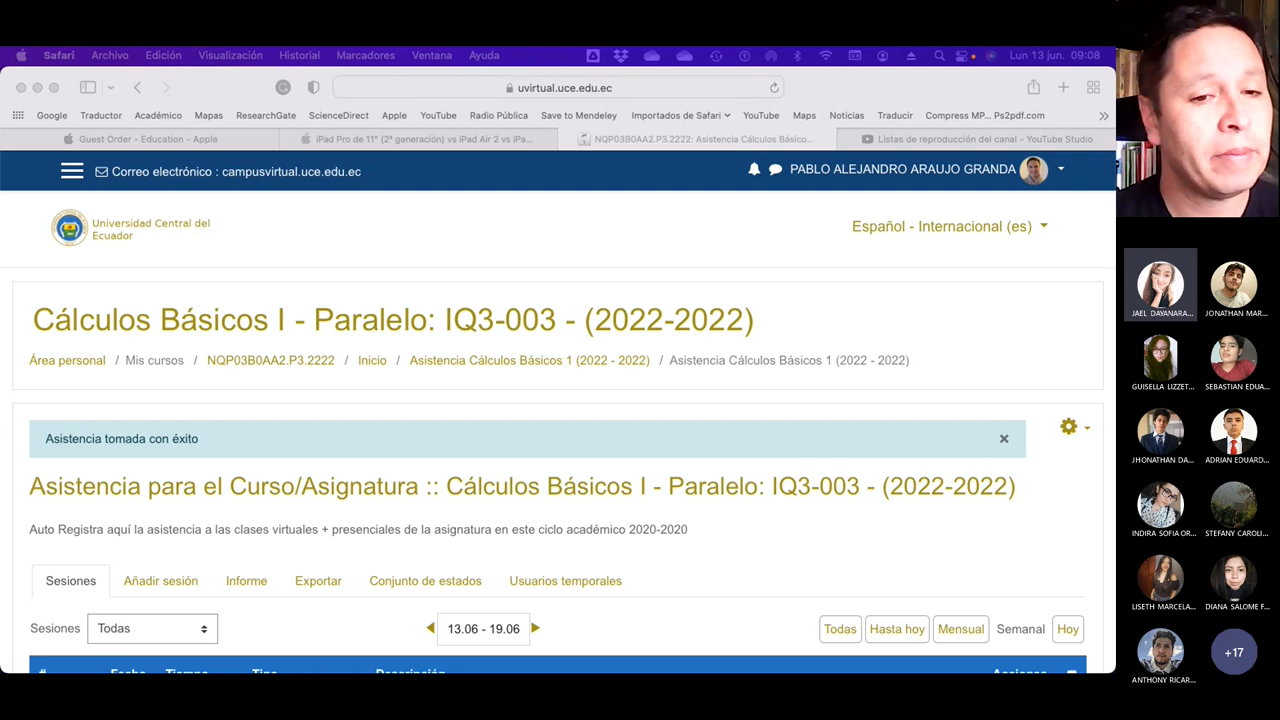 Safari Archivo Edición Visualización Historial Marcadores Ventana Ayuda Lun 13 jun. 09:08
uvirtual.uce.edu.ec
Google Traductor Académico Mapas ResearchGate ScienceDirect Apple YouTube Save to Mendeley Importados de Safari YouTube Maps Noticias Traducir Compress MP... Ps2pdf.com
Guest Order - Education - Apple
iPad Pro de 11" (2ª generación) vs iPad Air 2 vs iPa...
NQP03B0AA2.P3.2222: Asistencia Cálculos Básico...
Listas de reproducción del canal - YouTube Studio
Correo electrónico : campusvirtual.uce.edu.ec
PABLO ALEJANDRO ARAUJO GRANDA
Universidad Central del
Ecuador
Español - Internacional (es)
Cálculos Básicos I - Paralelo: IQ3-003 - (2022-2022)
Área personal / Mis cursos / NQP03B0AA2.P3.2222 / Inicio / Asistencia Cálculos Básicos 1 (2022 - 2022) / Asistencia Cálculos Básicos 1 (2022 - 2022)
Asistencia tomada con éxito
Asistencia para el Curso/Asignatura :: Cálculos Básicos I - Paralelo: IQ3-003 - (2022-2022)
Auto Registra aquí la asistencia a las clases virtuales + presenciales de la asignatura en este ciclo académico 2020-2020
Sesiones Añadir sesión Informe Exportar Conjunto de estados Usuarios temporales
Sesiones Todas 13.06 - 19.06 Todas Hasta hoy Mensual Semanal Hoy
# Fecha Tiempo Tipo Descripción Acciones
JAEL DAYANARA... JONATHAN MAR...
GUISELLA LIZZET... SEBASTIAN EDUA...
JHONATHAN DA... ADRIAN EDUARD...
INDIRA SOFIA OR... STEFANY CAROLI...
LISETH MARCELA... DIANA SALOME F...
ANTHONY RICAR... +17